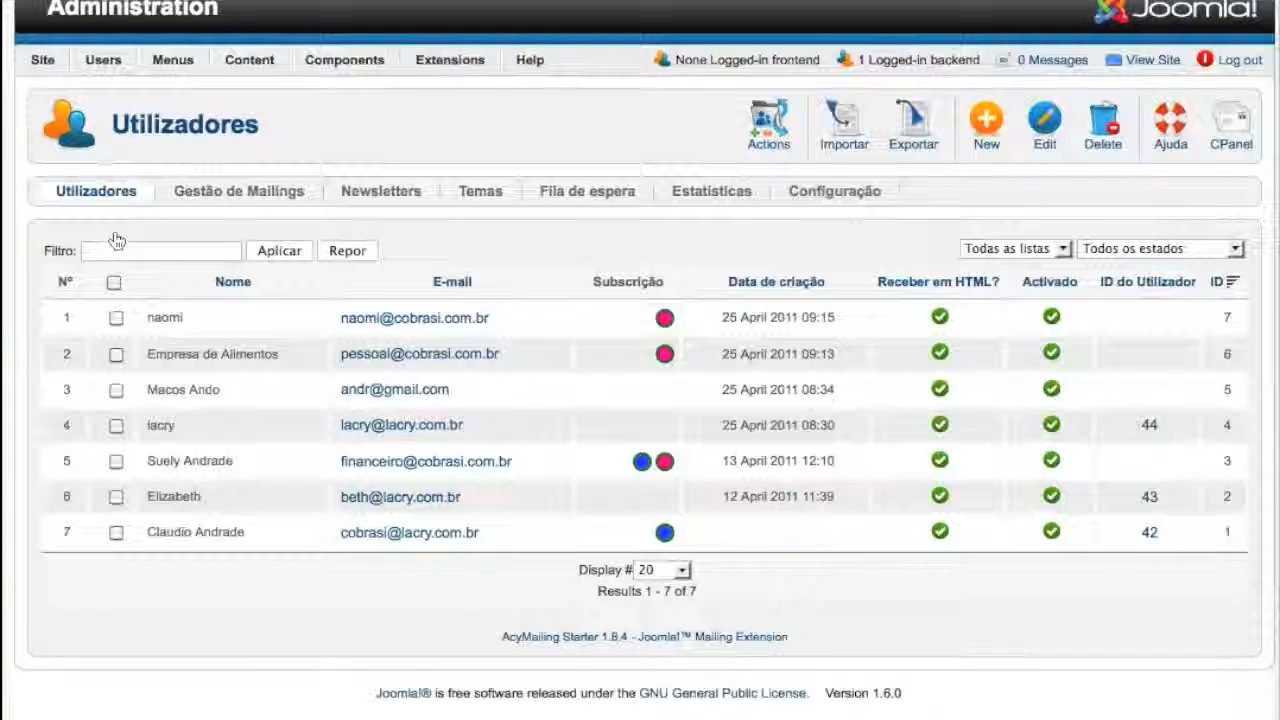 Administration
Joomla!
Site Users Menus Content Components Extensions Help None Logged-in frontend 1 Logged-in backend 0 Messages View Site Log out
Utilizadores
Actions Importar Exportar New Edit Delete Ajuda CPanel
Utilizadores Gestão de Mailings Newsletters Temas Fila de espera Estatísticas Configuração
Filtro: Aplicar Repor Todas as listas Todos os estados
Nº Nome E-mail Subscrição Data de criação Receber em HTML? Activado ID do Utilizador ID
1 naomi naomi@cobrasi.com.br 25 April 2011 09:15 7
2 Empresa de Alimentos pessoal@cobrasi.com.br 25 April 2011 09:13 6
3 Macos Ando andr@gmail.com 25 April 2011 08:34 5
4 lacry lacry@lacry.com.br 25 April 2011 08:30 44 4
5 Suely Andrade financeiro@cobrasi.com.br 13 April 2011 12:10 3
6 Elizabeth beth@lacry.com.br 12 April 2011 11:39 43 2
7 Claudio Andrade cobrasi@lacry.com.br 42 1
Display # 20
Results 1 - 7 of 7
AcyMailing Starter 1.8.4 - Joomla!™ Mailing Extension
Joomla!® is free software released under the GNU General Public License. Version 1.6.0